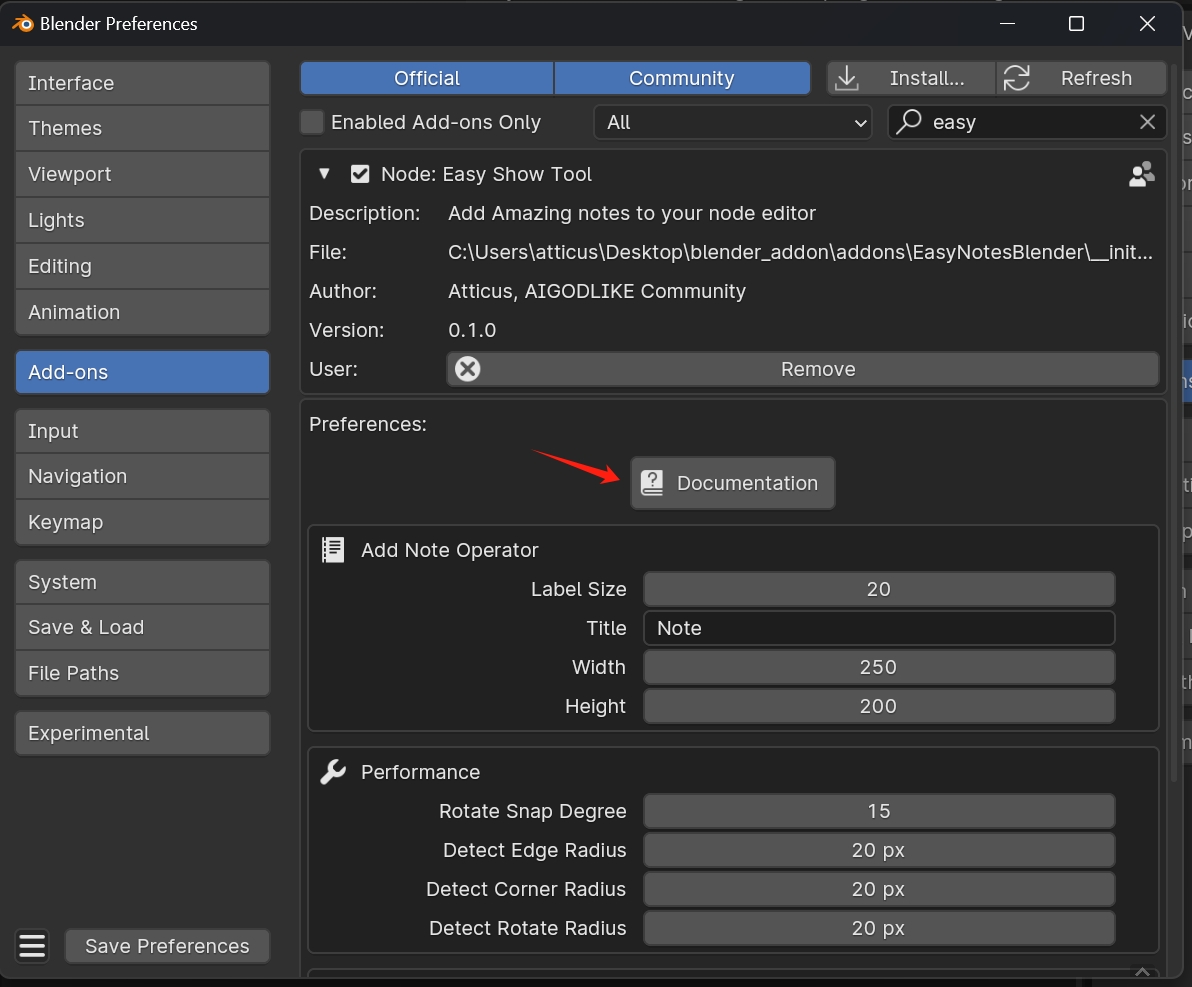 Blender Preferences
Interface
Themes
Viewport
Lights
Editing
Animation
Add-ons
Input
Navigation
Keymap
System
Save & Load
File Paths
Experimental
Save Preferences
Official
Community
Install...
Refresh
Enabled Add-ons Only
All
easy
Node: Easy Show Tool
Description: Add Amazing notes to your node editor
File: C:\Users\atticus\Desktop\blender_addon\addons\EasyNotesBlender\__init...
Author: Atticus, AIGODLIKE Community
Version: 0.1.0
User: Remove
Preferences:
Documentation
Add Note Operator
Label Size 20
Title Note
Width 250
Height 200
Performance
Rotate Snap Degree 15
Detect Edge Radius 20 px
Detect Corner Radius 20 px
Detect Rotate Radius 20 px